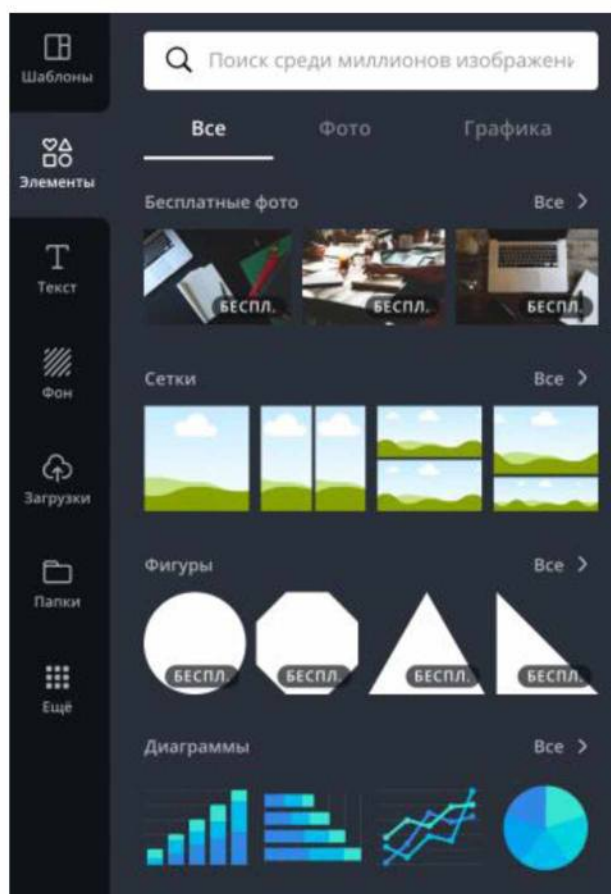 Шаблоны
Элементы
Текст
Фон
Загрузки
Папки
Ещё
Поиск среди миллионов изображени
Все Фото Графика
Бесплатные фото Все
БЕСПЛ. БЕСПЛ. БЕСПЛ.
Сетки Все
Фигуры Все
БЕСПЛ. БЕСПЛ. БЕСПЛ. БЕСПЛ.
Диаграммы Все